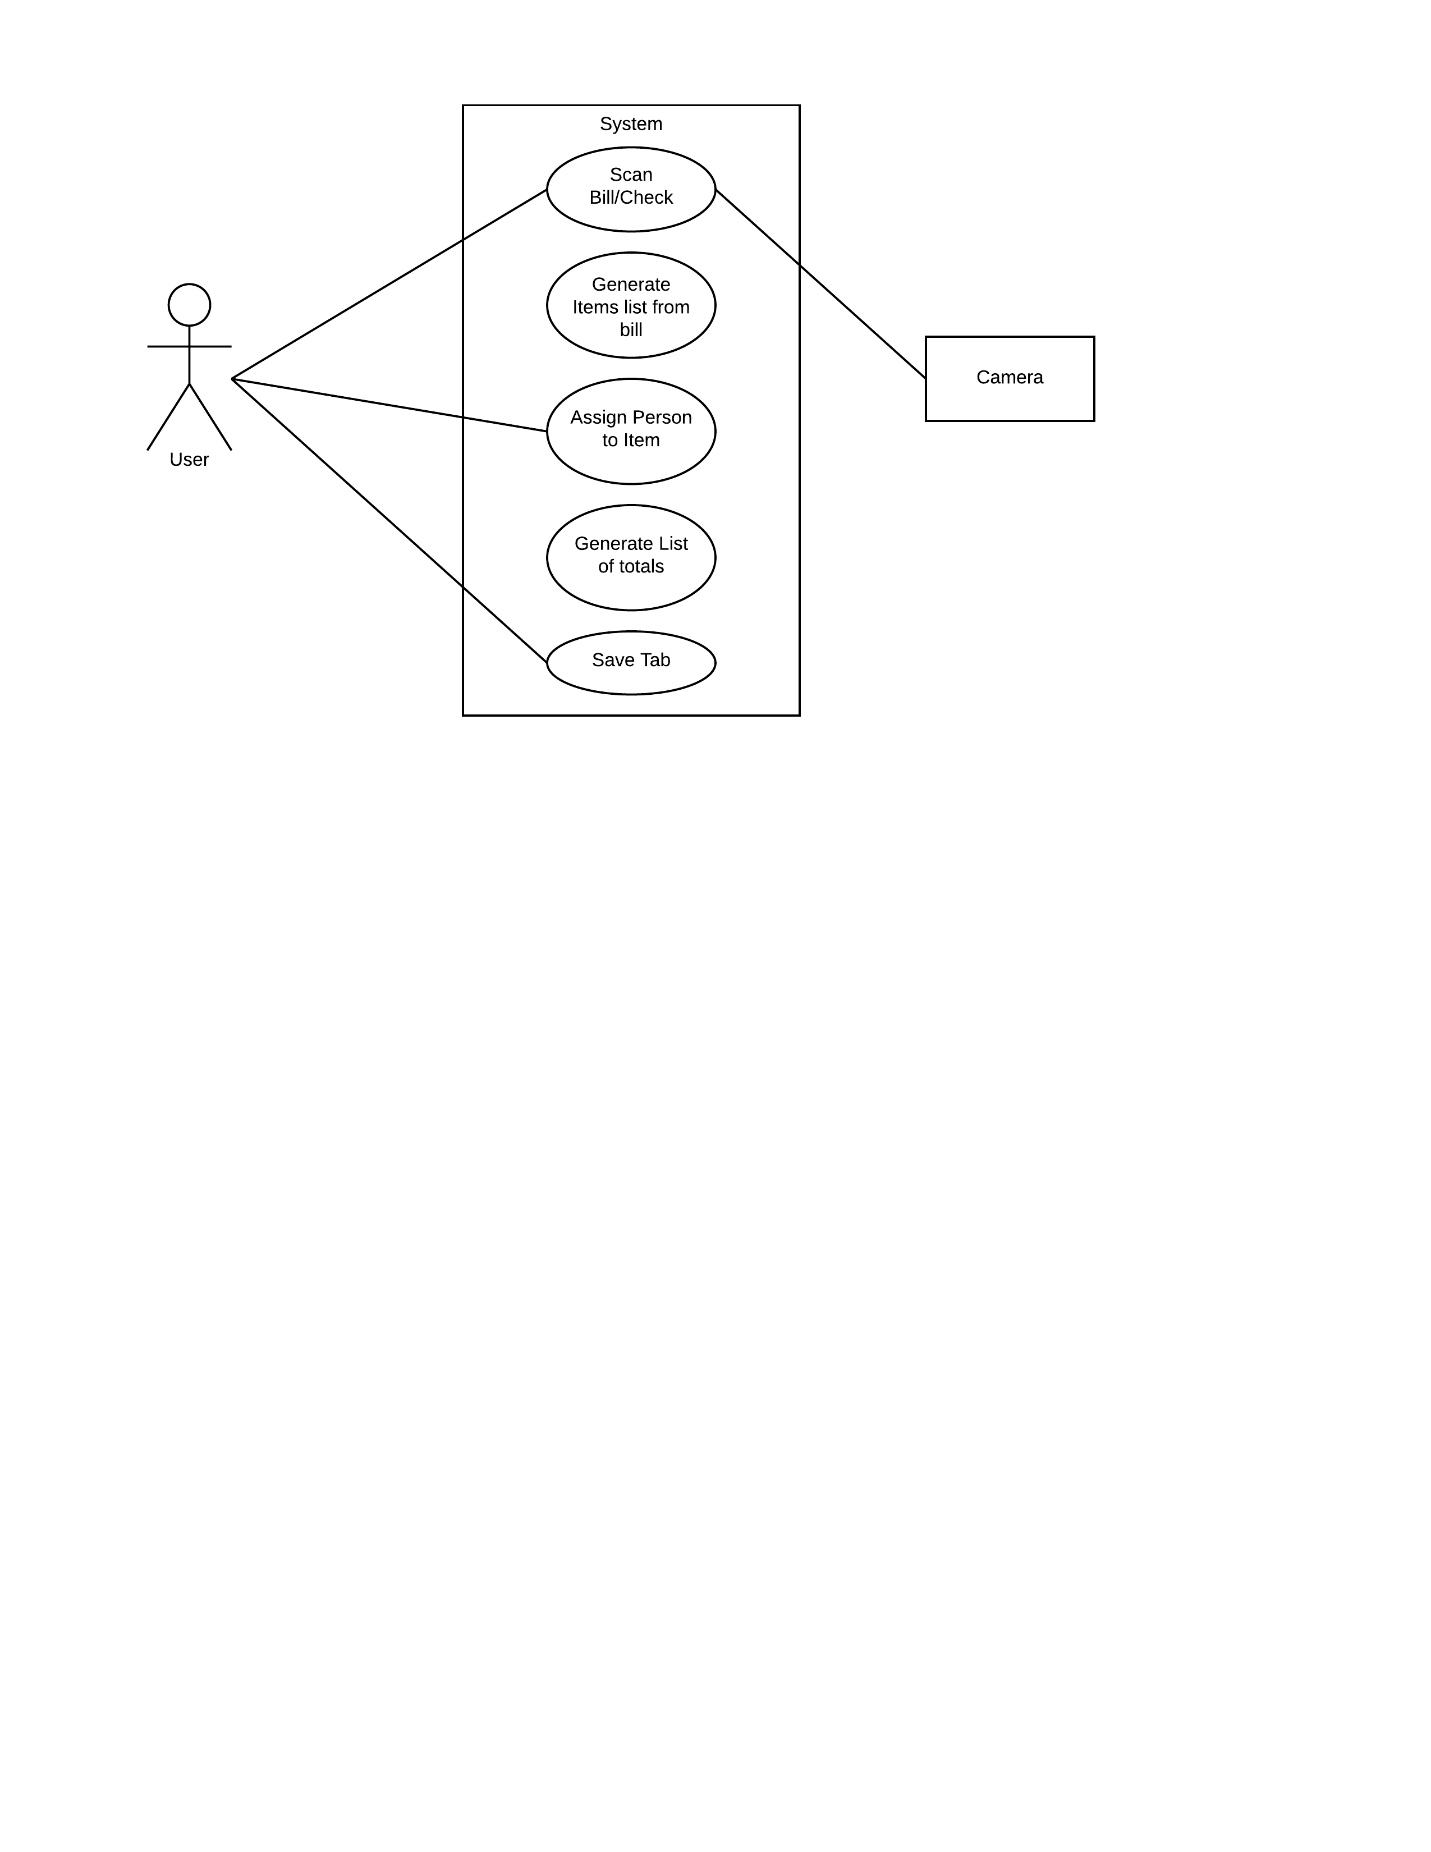 System
Scan
Bill/Check
Generate
Items list from
bill
Camera
Assign Person
to Item
User
Generate List
of totals
Save Tab